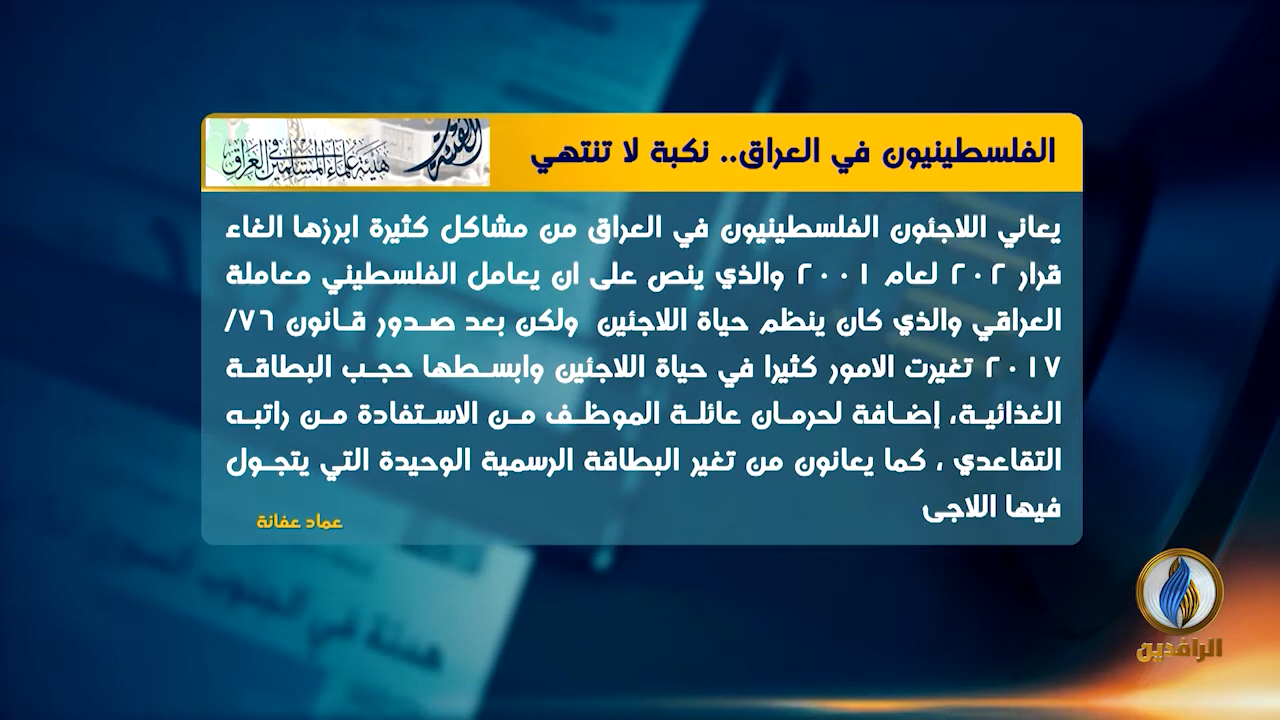 الفلسطينيون في العراق.. نكبة لا تنتهي
هيئة علماء المسلمين في العراق
يعاني اللاجئون الفلسطينيون في العراق من مشاكل كثيرة ابرزها الغاء
قرار ٢٠٢ لعام ٢٠٠١ والذي ينص على ان يعامل الفلسطيني معاملة
العراقي والذي كان ينظم حياة اللاجئين ولكن بعد صدور قانون ٧٦/
٢٠١٧ تغيرت الامور كثيرا في حياة اللاجئين وابسطها حجب البطاقة
الغذائية، إضافة لحرمان عائلة الموظف من الاستفادة من راتبه
التقاعدي ، كما يعانون من تغير البطاقة الرسمية الوحيدة التي يتجول
فيها اللاجى
عماد عفانة
هيئة في الجنوب
الرافدين